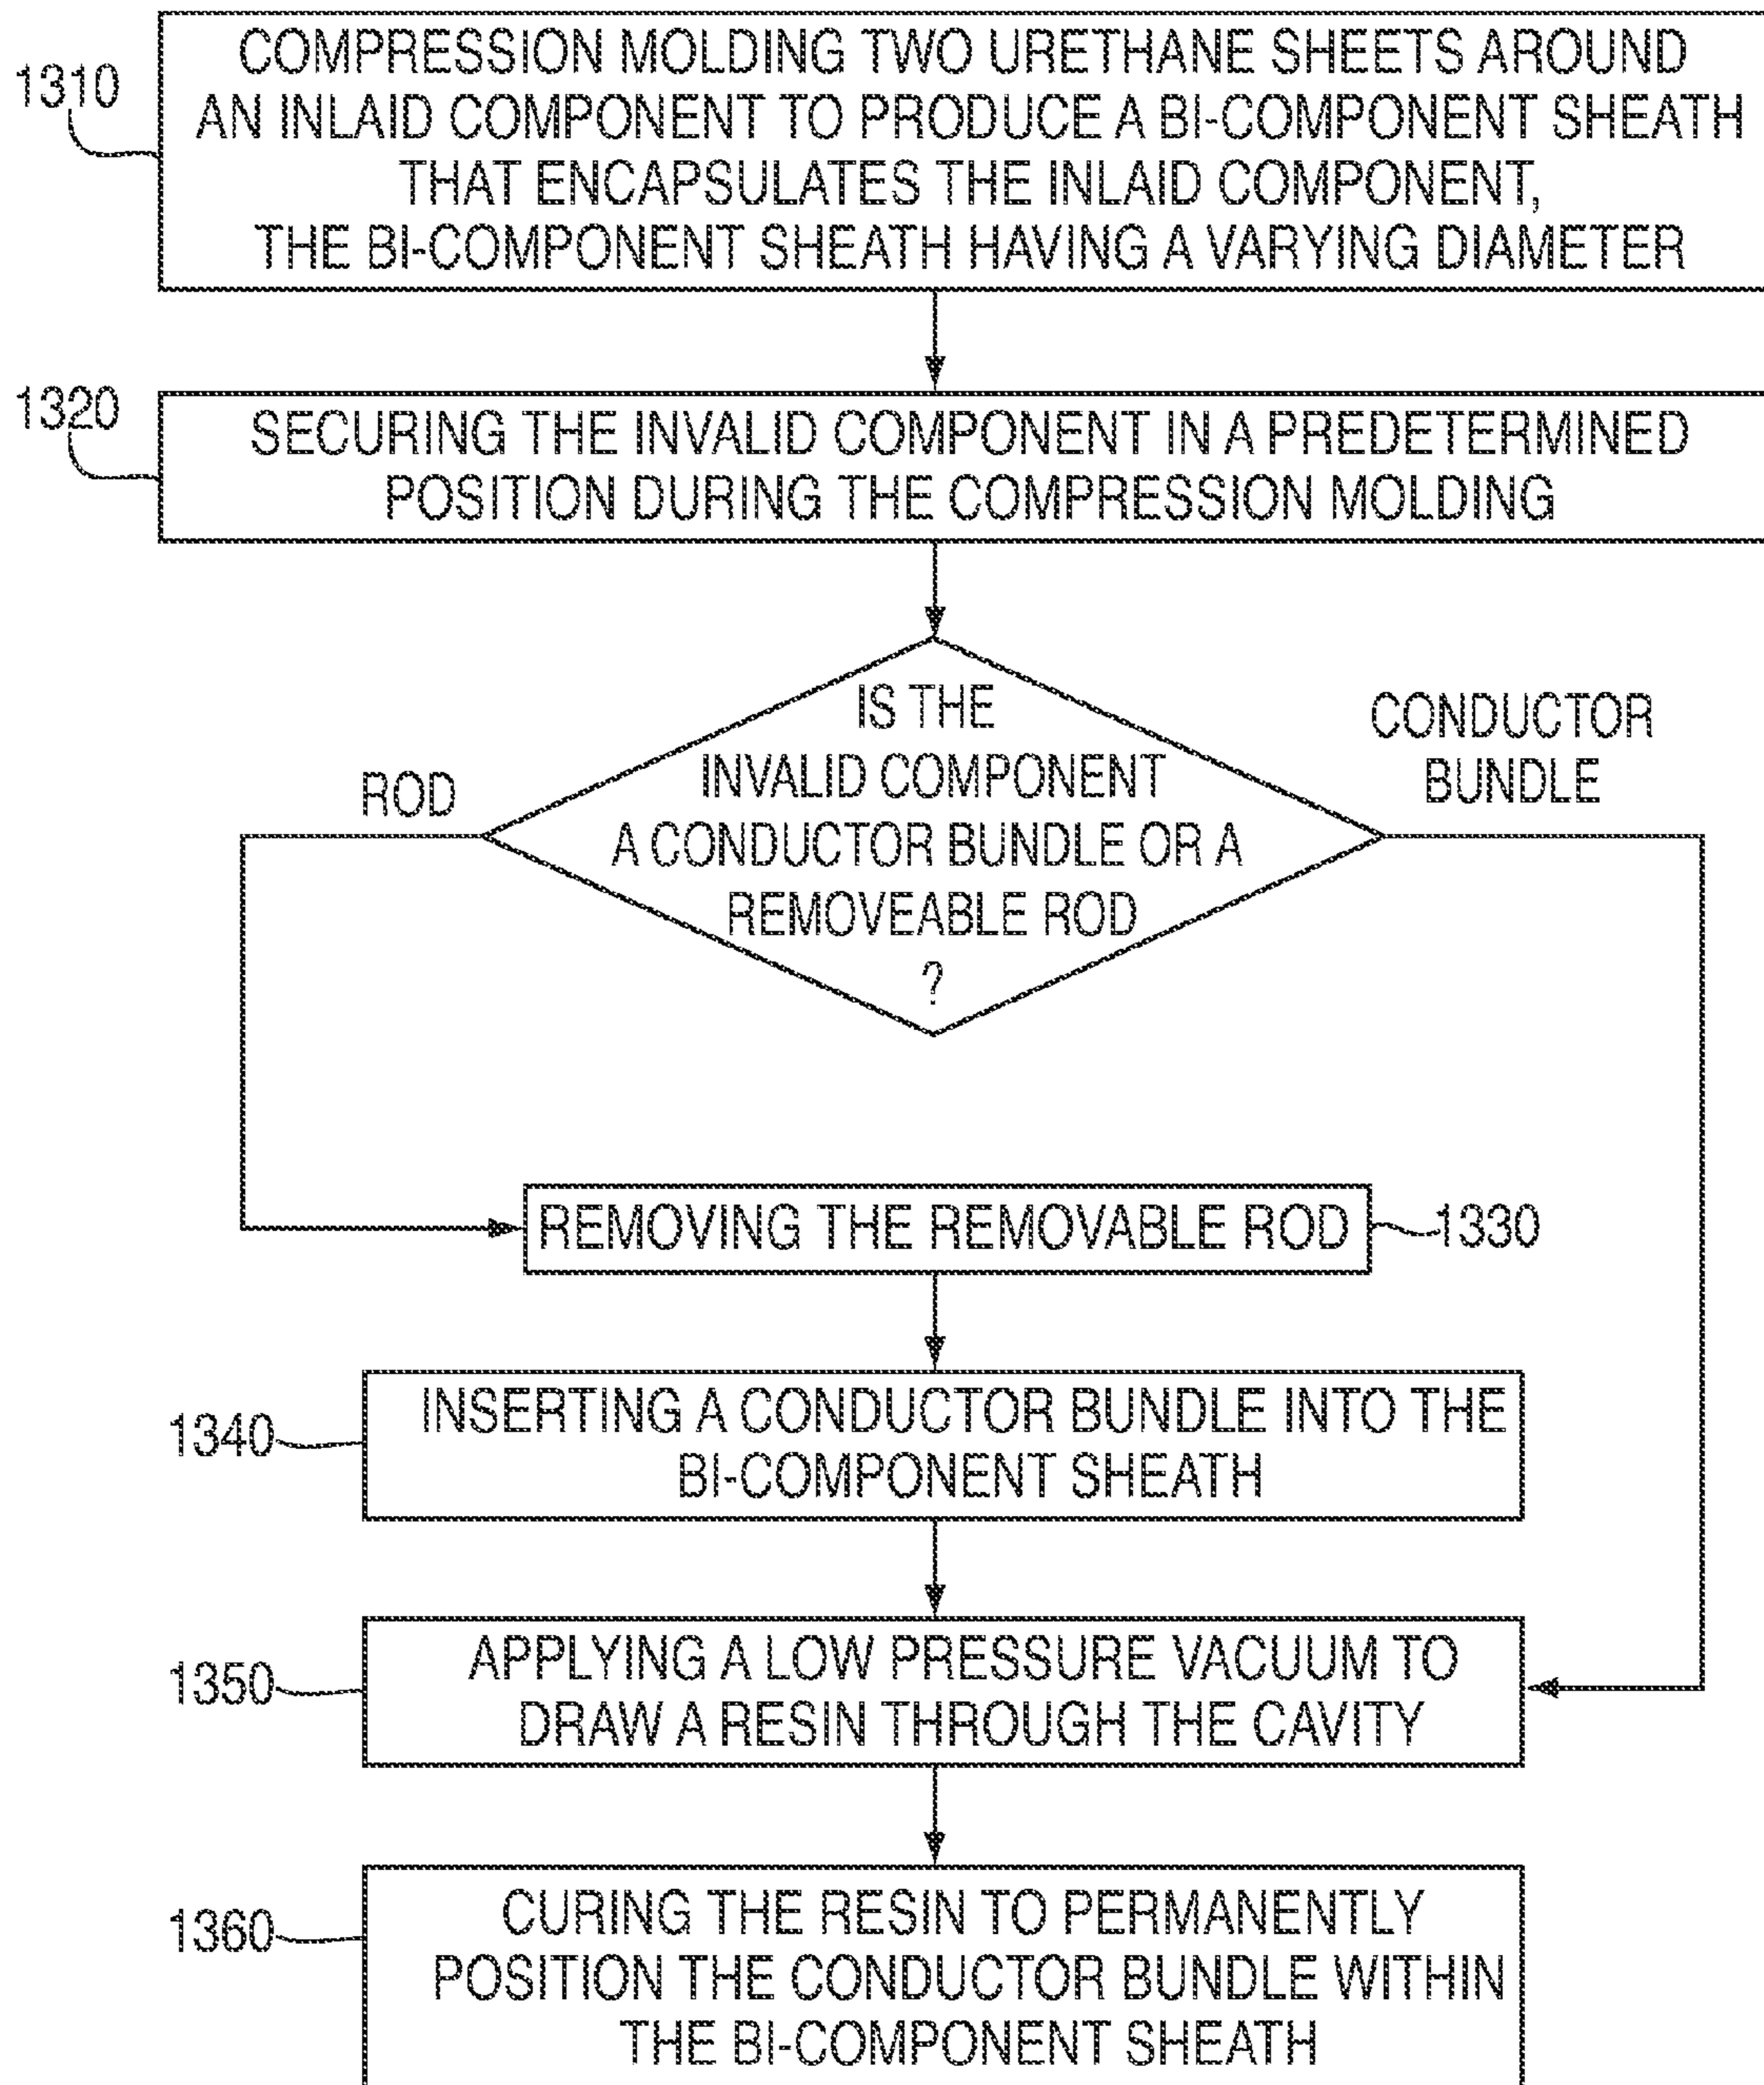 1310
COMPRESSION MOLDING TWO URETHANE SHEETS AROUND
AN INLAID COMPONENT TO PRODUCE A BI-COMPONENT SHEATH
THAT ENCAPSULATES THE INLAID COMPONENT,
THE BI-COMPONENT SHEATH HAVING A VARYING DIAMETER
1320
SECURING THE INVALID COMPONENT IN A PREDETERMINED
POSITION DURING THE COMPRESSION MOLDING
IS THE
INVALID COMPONENT
A CONDUCTOR BUNDLE OR A
REMOVEABLE ROD
?
ROD
CONDUCTOR
BUNDLE
REMOVING THE REMOVABLE ROD
1330
1340
INSERTING A CONDUCTOR BUNDLE INTO THE
BI-COMPONENT SHEATH
1350
APPLYING A LOW PRESSURE VACUUM TO
DRAW A RESIN THROUGH THE CAVITY
1360
CURING THE RESIN TO PERMANENTLY
POSITION THE CONDUCTOR BUNDLE WITHIN
THE BI-COMPONENT SHEATH